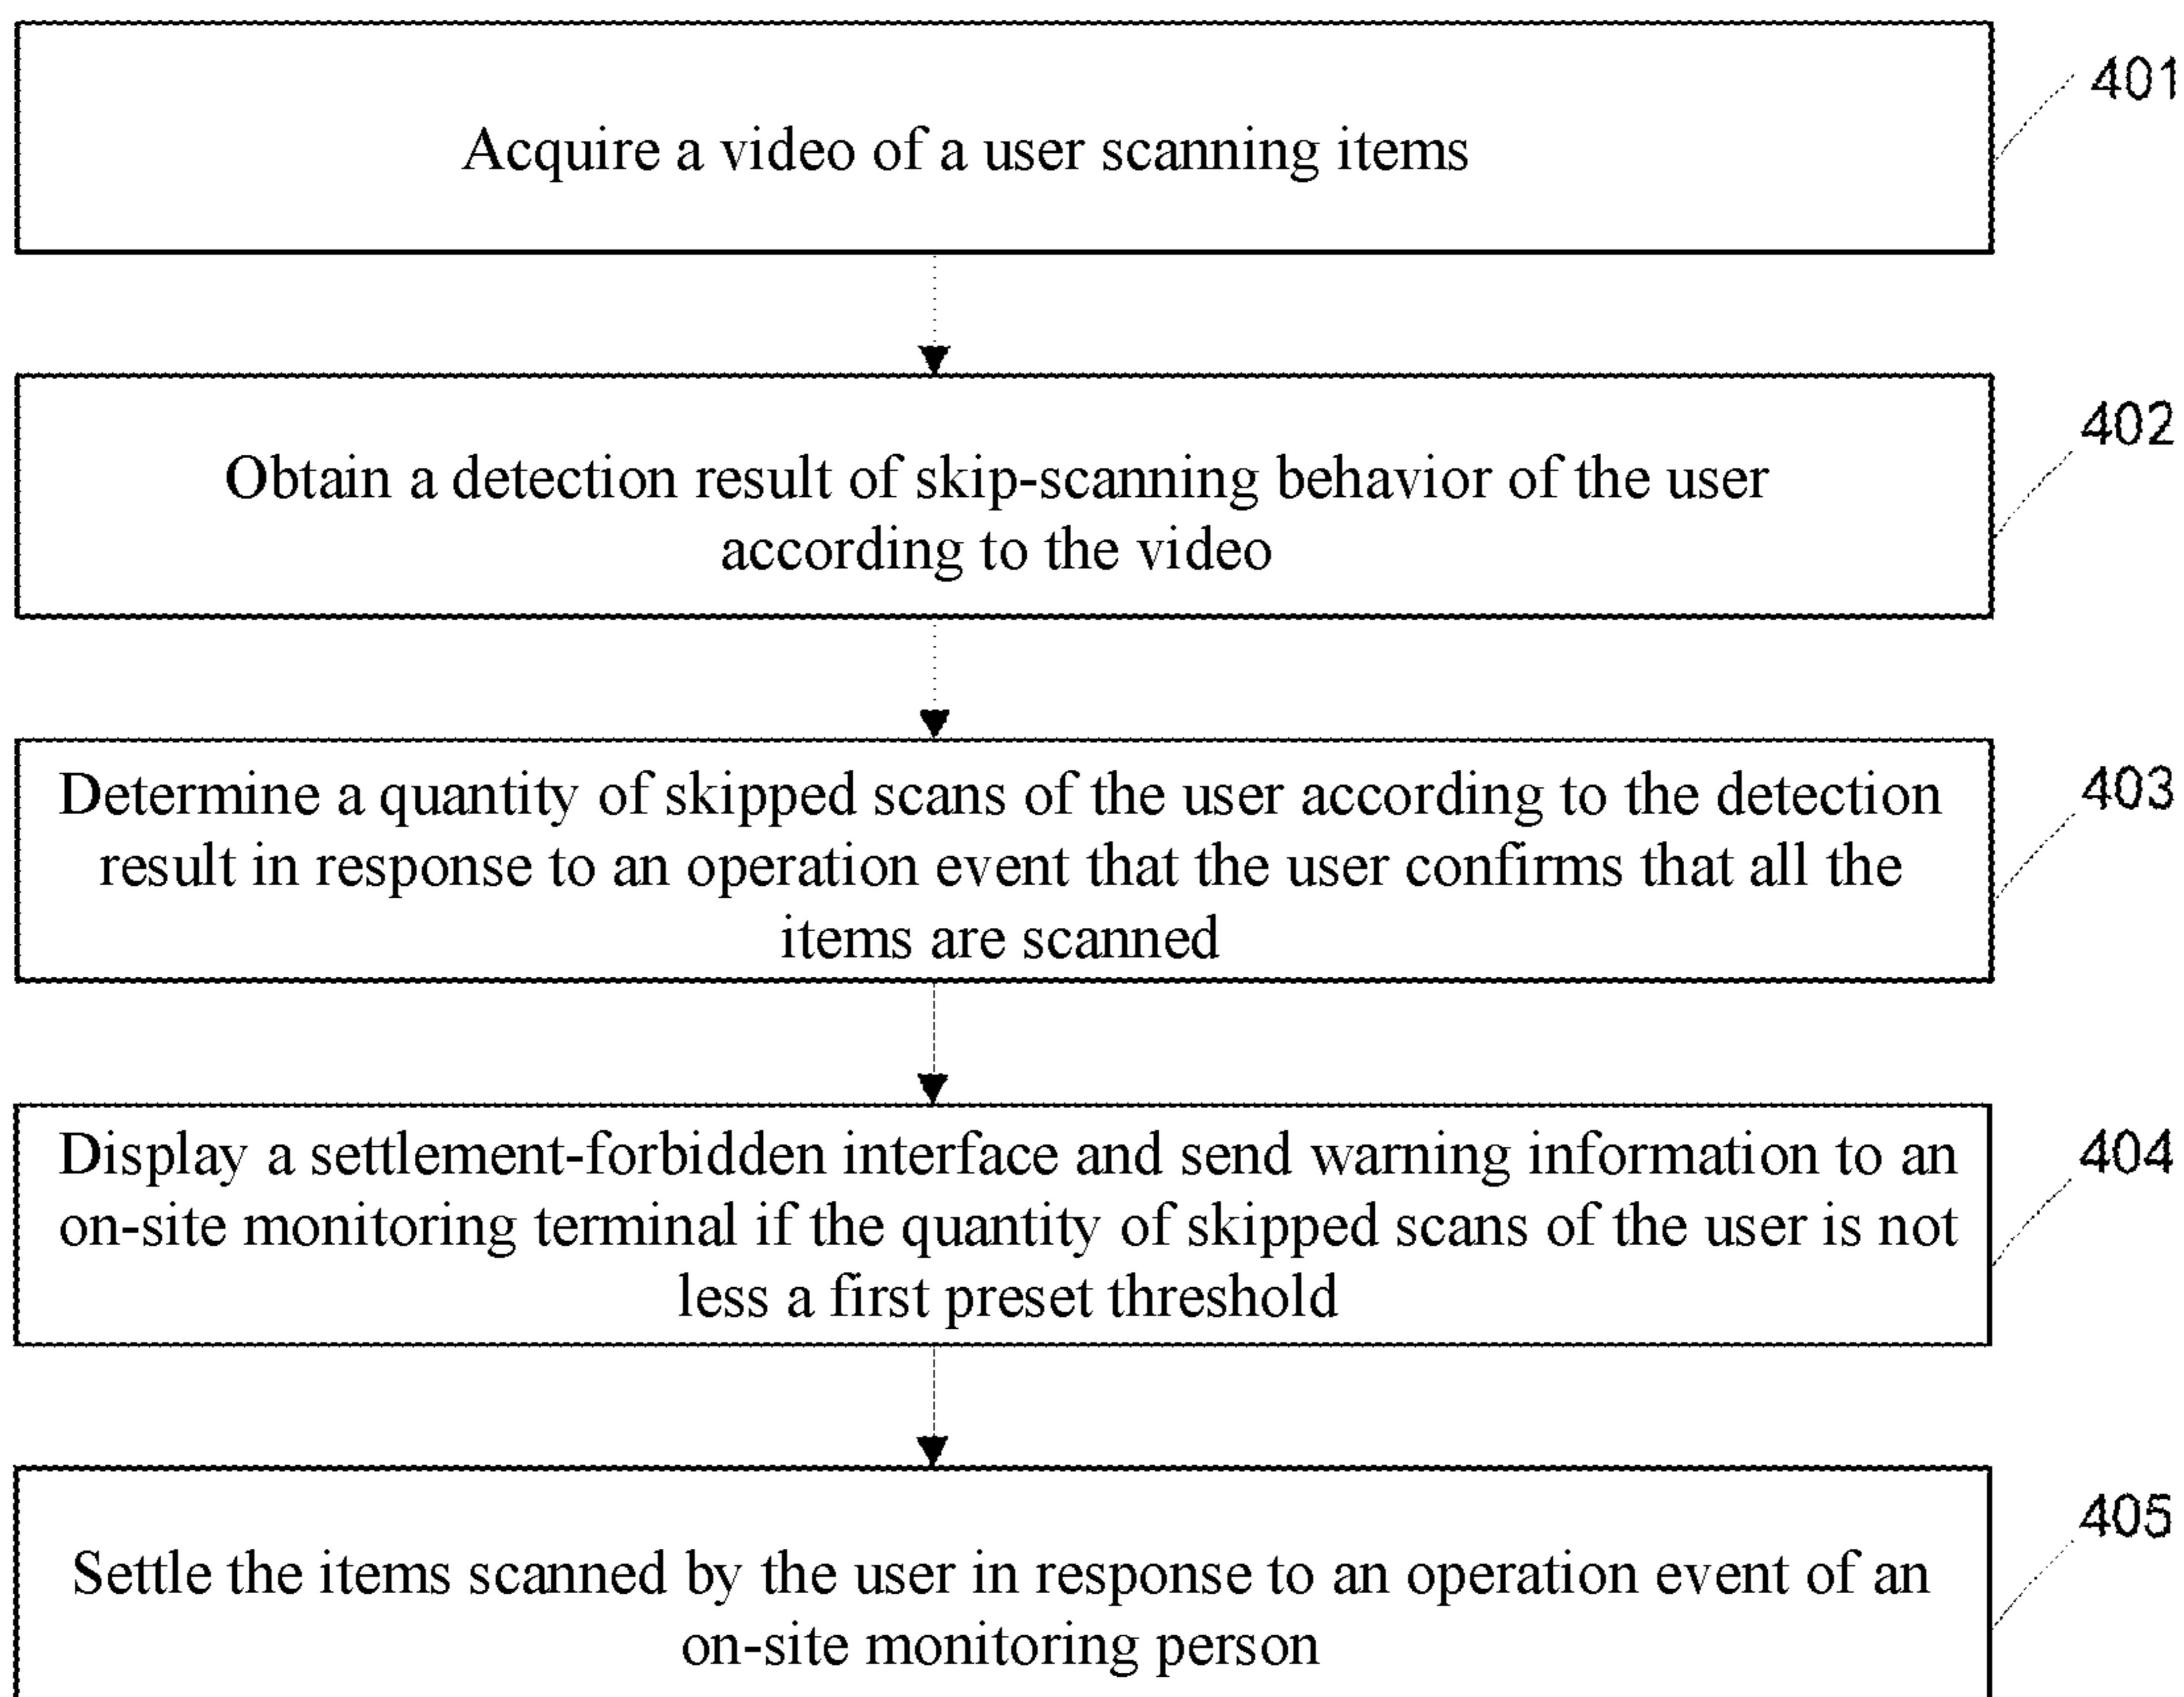 Acquire a video of a user scanning items
401
Obtain a detection result of skip-scanning behavior of the user
according to the video
402
Determine a quantity of skipped scans of the user according to the detection
result in response to an operation event that the user confirms that all the
items are scanned
403
Display a settlement-forbidden interface and send warning information to an
on-site monitoring terminal if the quantity of skipped scans of the user is not
less a first preset threshold
404
Settle the items scanned by the user in response to an operation event of an
on-site monitoring person
405